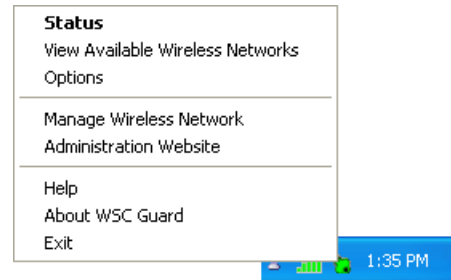 Status
View Available Wireless Networks
Options
Manage Wireless Network
Administration Website
Help
About WSC Guard
Exit
1:35 PM